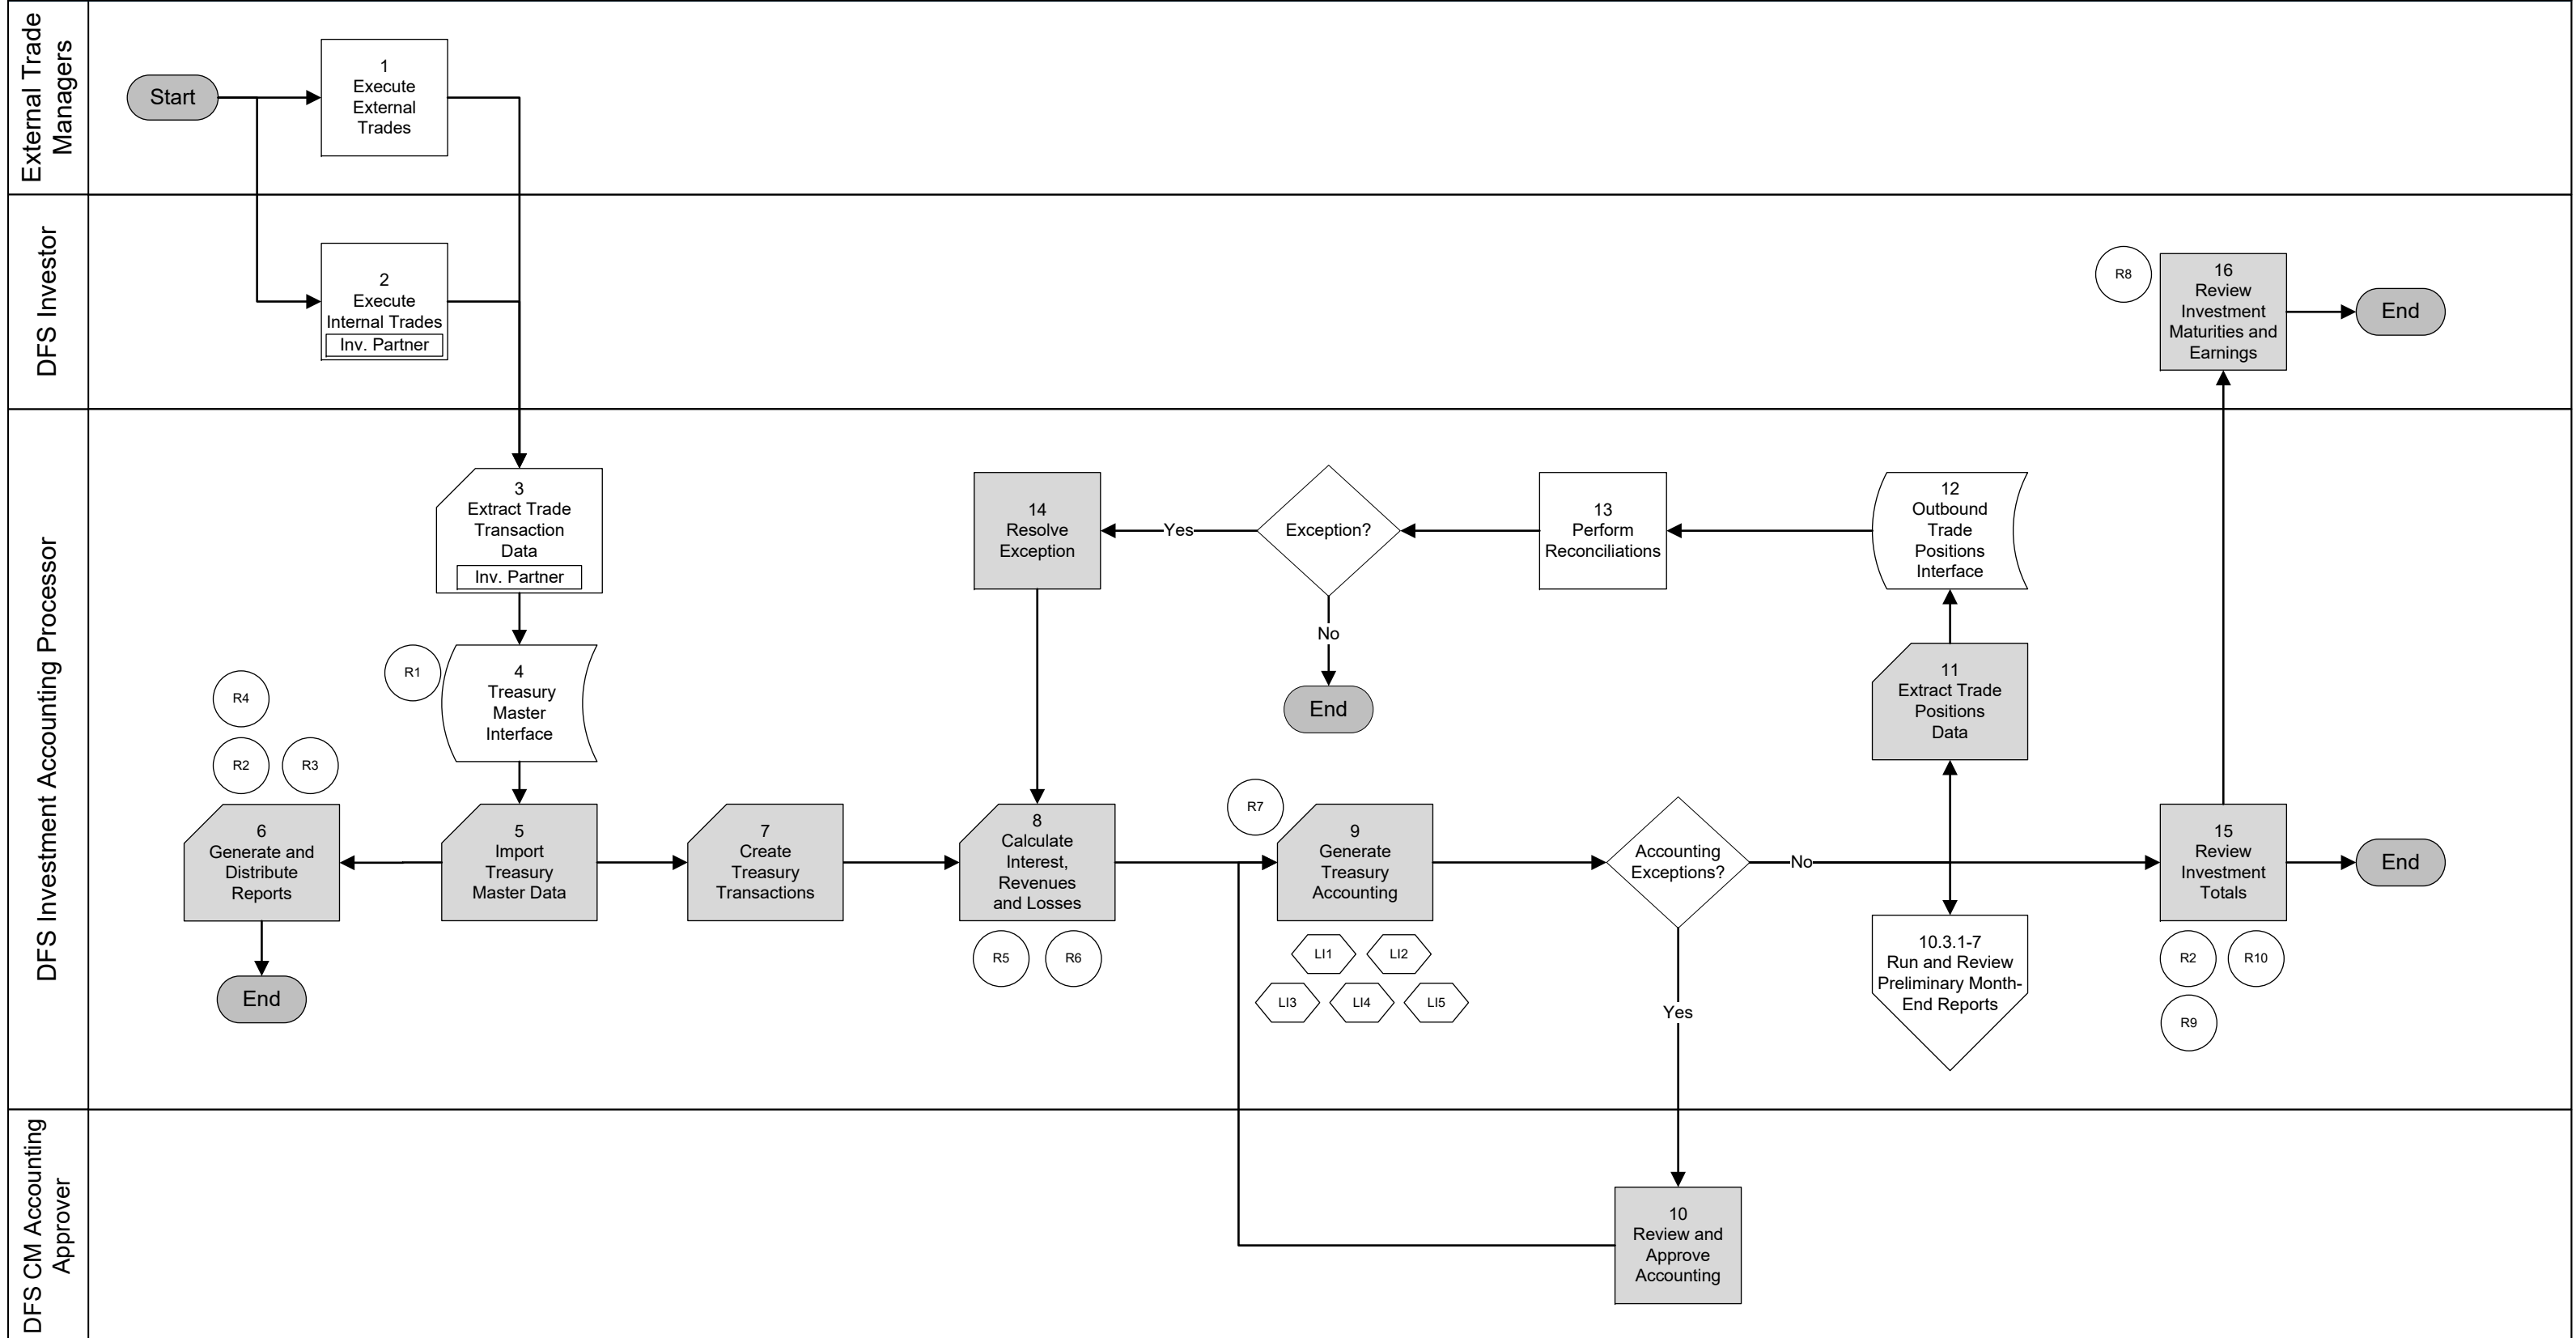 External Trade
Managers
Start
1
Execute
External
Trades
DFS Investor
2
Execute
Internal Trades
Inv. Partner
R8
16
Review
Investment
Maturities and
Earnings
End
DFS Investment Accounting Processor
3
Extract Trade
Transaction
Data
Inv. Partner
14
Resolve
Exception
Yes
Exception?
13
Perform
Reconciliations
12
Outbound
Trade
Positions
Interface
No
End
R1
4
Treasury
Master
Interface
11
Extract Trade
Positions
Data
R4
R2
R3
6
Generate and
Distribute
Reports
5
Import
Treasury
Master Data
7
Create
Treasury
Transactions
8
Calculate
Interest,
Revenues
and Losses
R7
9
Generate
Treasury
Accounting
Accounting
Exceptions?
No
15
Review
Investment
Totals
End
End
R5
R6
LI1
LI2
LI3
LI4
LI5
Yes
10.3.1-7
Run and Review
Preliminary Month-
End Reports
R2
R10
R9
DFS CM Accounting
Approver
10
Review and
Approve
Accounting